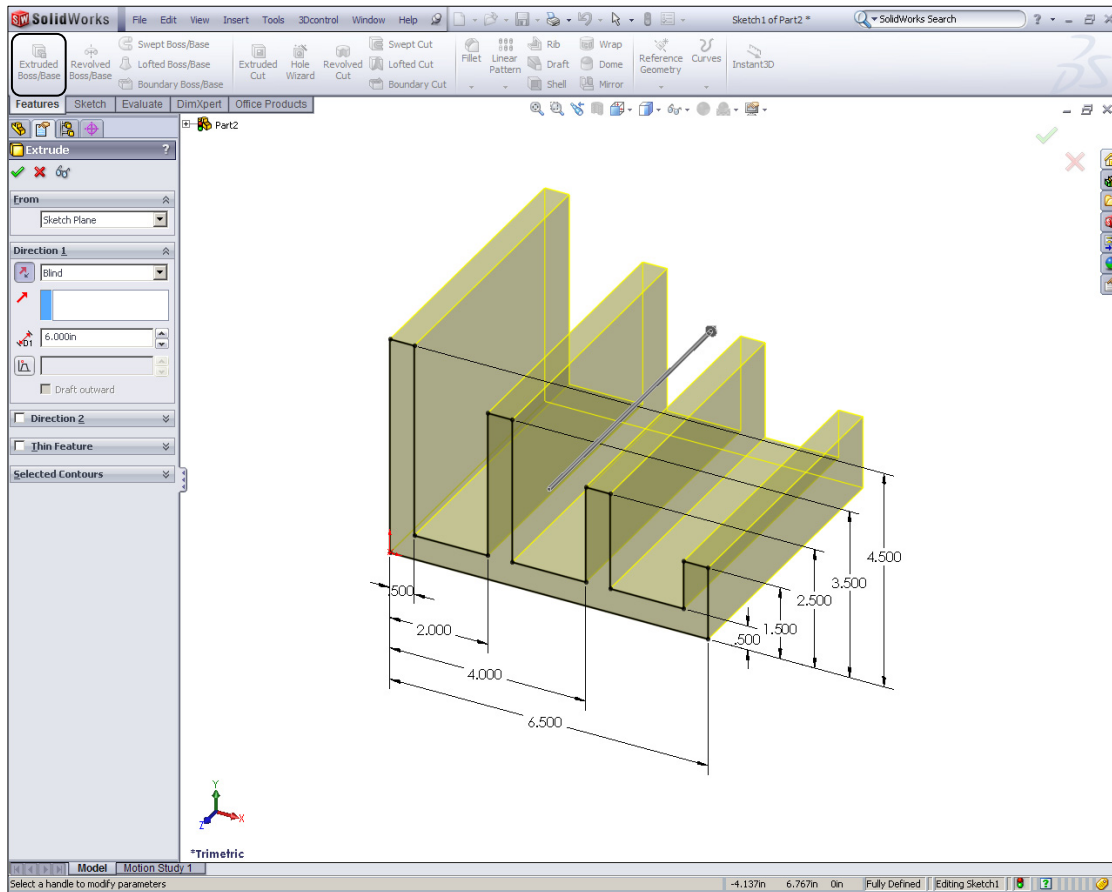 SolidWorks File Edit View Insert Tools 3Dcontrol Window Help Sketch1 of Part2 * SolidWorks Search ?
Extruded Boss/Base
Revolved Boss/Base
Swept Boss/Base
Lofted Boss/Base
Boundary Boss/Base
Extruded Cut
Hole Wizard
Revolved Cut
Swept Cut
Lofted Cut
Boundary Cut
Fillet
Linear Pattern
Rib
Draft
Shell
Wrap
Dome
Mirror
Reference Geometry
Curves
Instant3D
Features Sketch Evaluate DimXpert Office Products
Part2
Extrude ?
From
Sketch Plane
Direction 1
Blind
D1 6.000in
Draft outward
Direction 2
Thin Feature
Selected Contours
4.500
3.500
2.500
1.500
.500
.500
2.000
4.000
6.500
Y
X
Z
*Trimetric
Model Motion Study 1
Select a handle to modify parameters -4.137in 6.767in 0in Fully Defined Editing Sketch1 ?